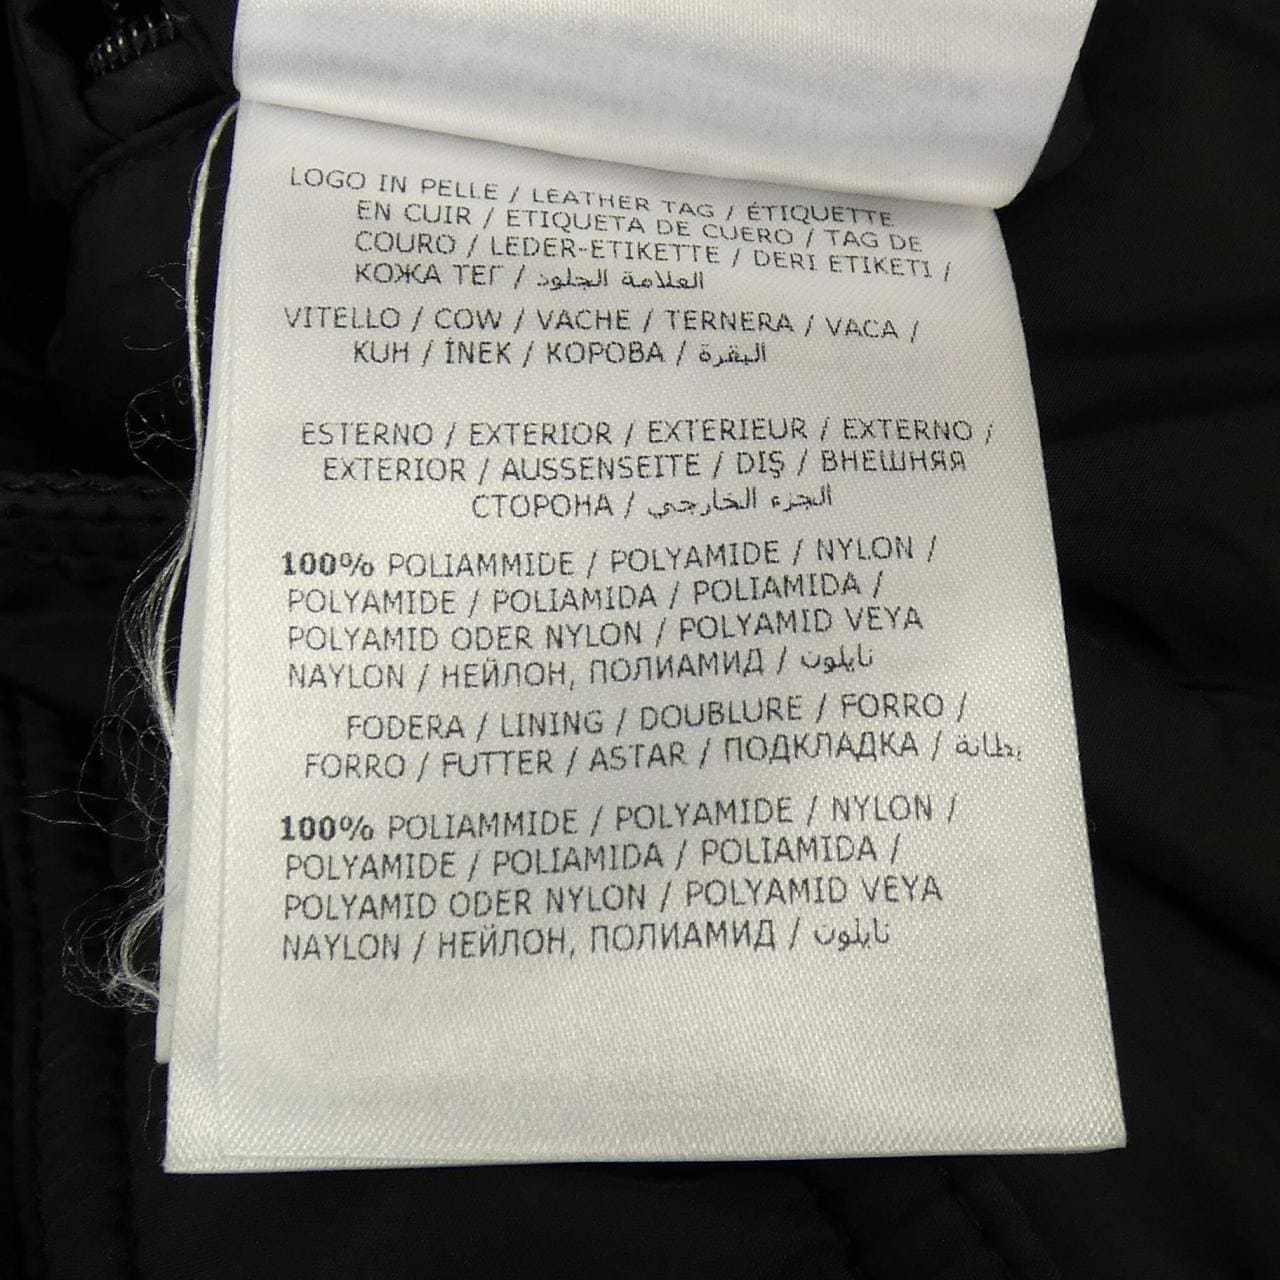 LOGO IN PELLE / LEATHER TAG / ÉTIQUETTE
EN CUIR / ETIQUETA DE CUERO / TAG DE
COURO / LEDER-ETIKETTE / DERI ETIKETI /
КОЖА ТЕГ / العلامة الجلود
VITELLO / COW / VACHE / TERNERA / VACA /
KUH / İNEK / КОРОВА / البقرة
ESTERNO / EXTERIOR / EXTERIEUR / EXTERNO /
EXTERIOR / AUSSENSEITE / DIŞ / ВНЕШНЯЯ
СТОРОНА / الجزء الخارجي
100% POLIAMMIDE / POLYAMIDE / NYLON /
POLYAMIDE / POLIAMIDA / POLIAMIDA /
POLYAMID ODER NYLON / POLYAMID VEYA
NAYLON / НЕЙЛОН, ПОЛИАМИД / نايلون
FODERA / LINING / DOUBLURE / FORRO /
FORRO / FUTTER / ASTAR / ПОДКЛАДКА / بطانة
100% POLIAMMIDE / POLYAMIDE / NYLON /
POLYAMIDE / POLIAMIDA / POLIAMIDA /
POLYAMID ODER NYLON / POLYAMID VEYA
NAYLON / НЕЙЛОН, ПОЛИАМИД / نايلون